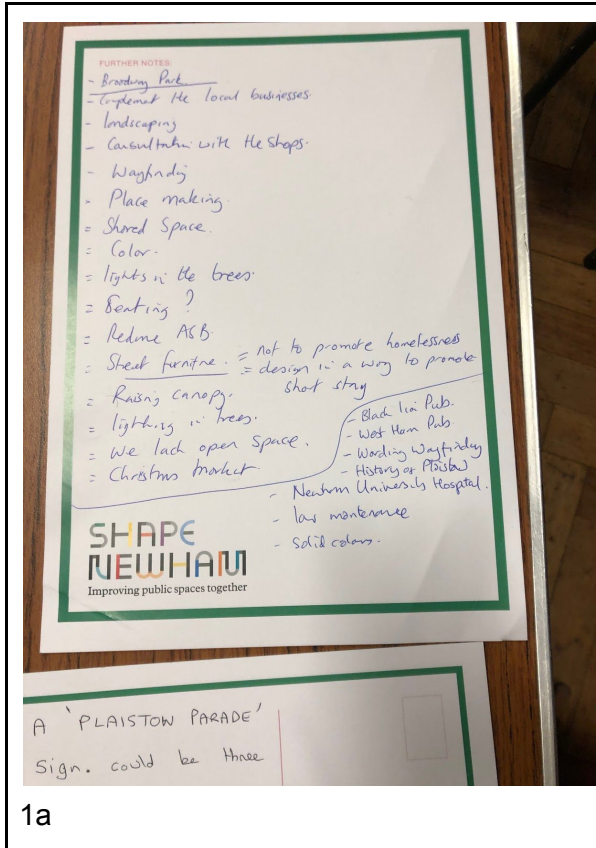 FURTHER NOTES:
- Broadway Park
- Complement the local businesses.
- landscaping
- Consultation with the shops.
- Wayfinding
- Place making.
= Shared Space.
= Color.
= lights in the trees.
= Seating ?
= Reduce ASB.
= Street furniture. = not to promote homelessness
= design in a way to promote
short stay
= Raising canopy.
= lighting in trees.
= We lack open space.
= Christmas market.
- Black lion Pub.
- West Ham Pub.
- Wording Wayfinding
- History of Plaistow
- Newham University Hospital.
- low maintenance
- Solid colors.
SHAPE
NEWHAM
Improving public spaces together
A 'PLAISTOW PARADE'
Sign. could be three
1a